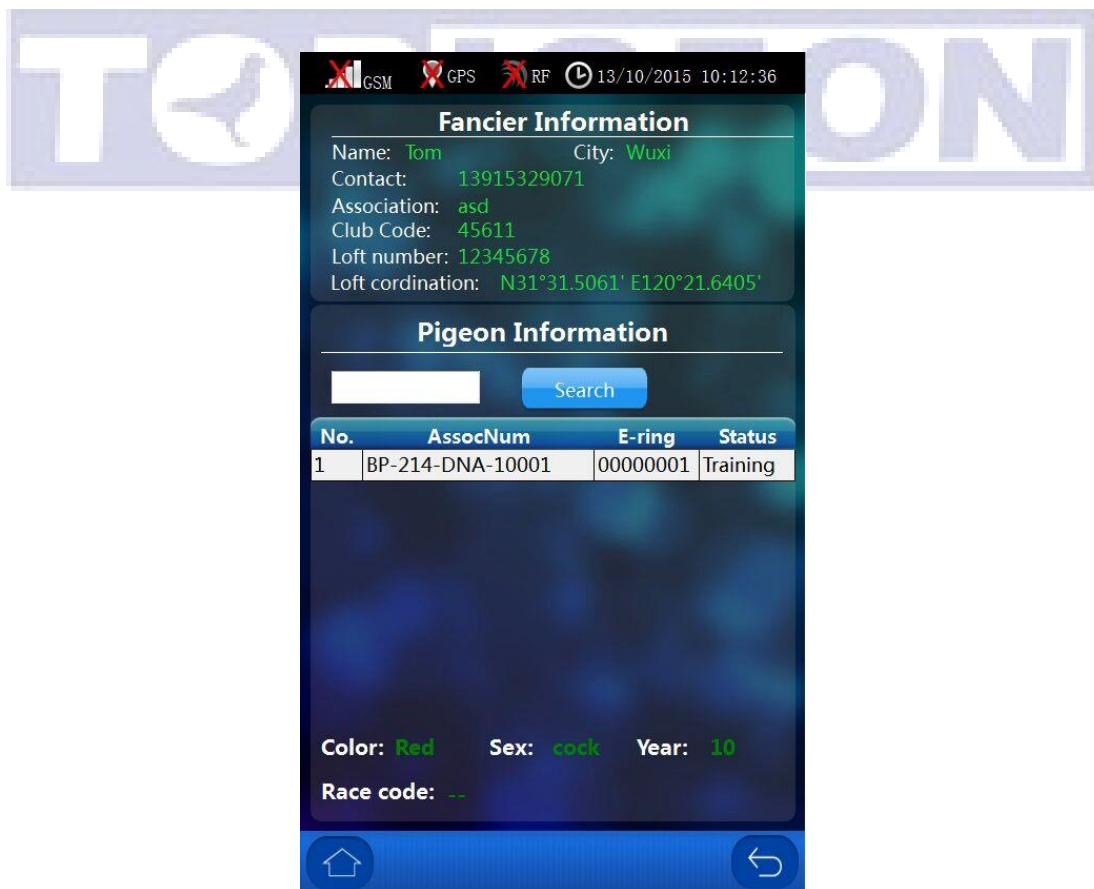 GSM GPS RF 13/10/2015 10:12:36
Fancier Information
Name: Tom City: Wuxi
Contact: 13915329071
Association: asd
Club Code: 45611
Loft number: 12345678
Loft cordination: N31°31.5061' E120°21.6405'
Pigeon Information
Search
No. AssocNum E-ring Status
1 BP-214-DNA-10001 00000001 Training
Color: Red Sex: cock Year: 10
Race code: --